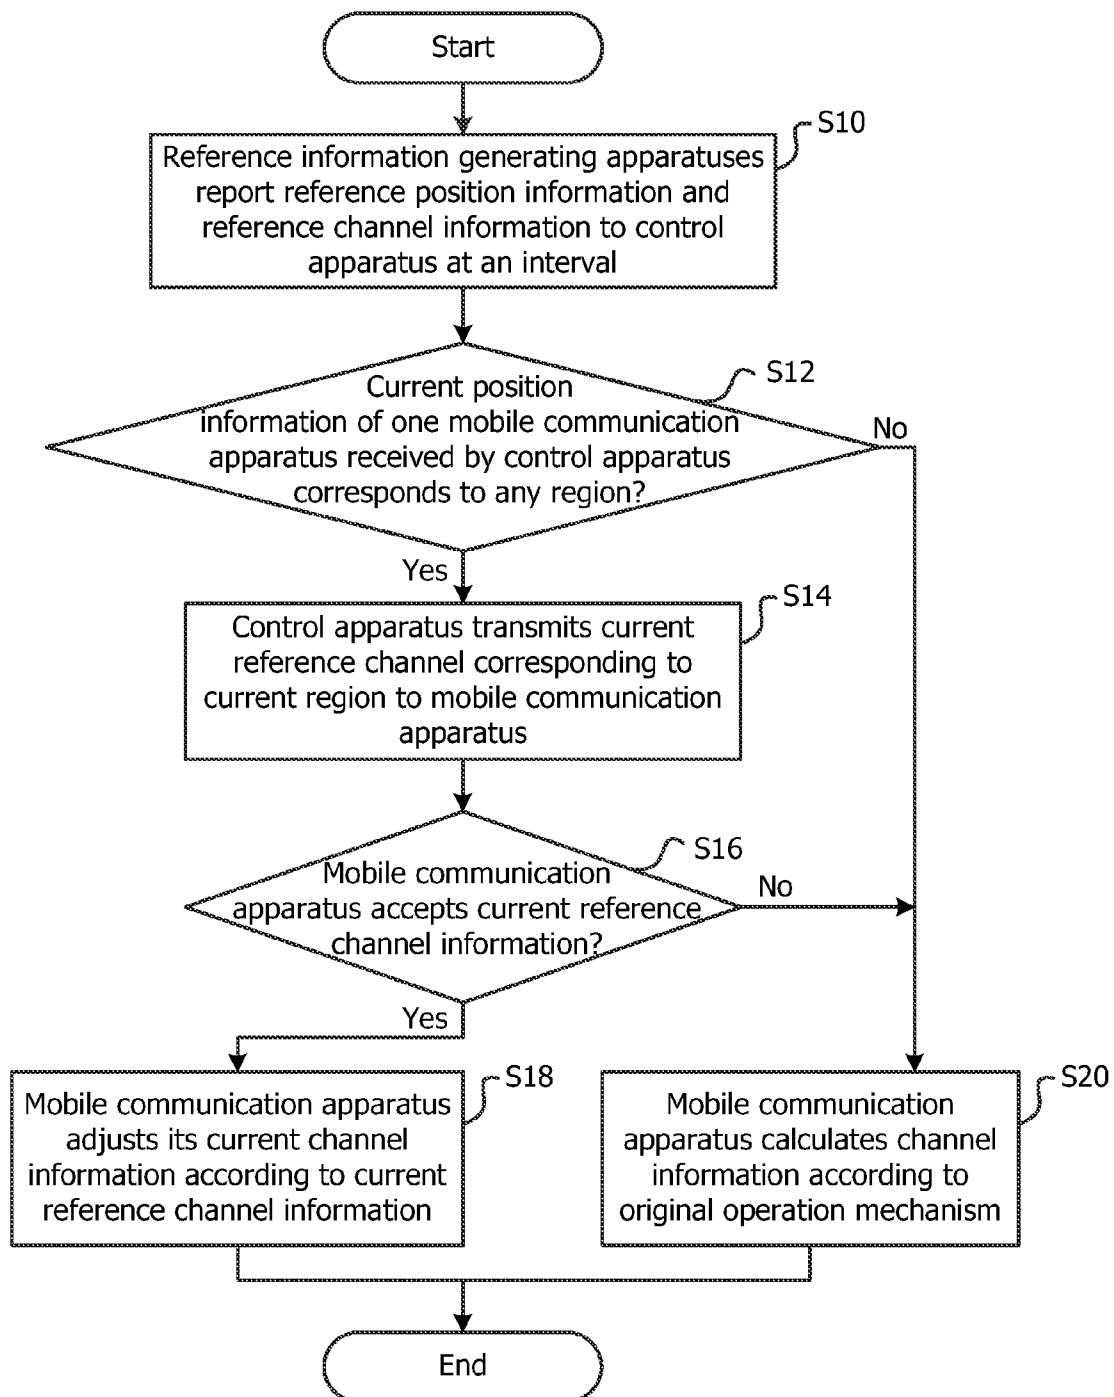 Start
S10
Reference information generating apparatuses
report reference position information and
reference channel information to control
apparatus at an interval
S12
Current position
information of one mobile communication
apparatus received by control apparatus
corresponds to any region?
No
Yes
S14
Control apparatus transmits current
reference channel corresponding to
current region to mobile communication
apparatus
S16
Mobile communication
apparatus accepts current reference
channel information?
No
Yes
S18
Mobile communication apparatus
adjusts its current channel
information according to current
reference channel information
S20
Mobile communication
apparatus calculates channel
information according to
original operation mechanism
End